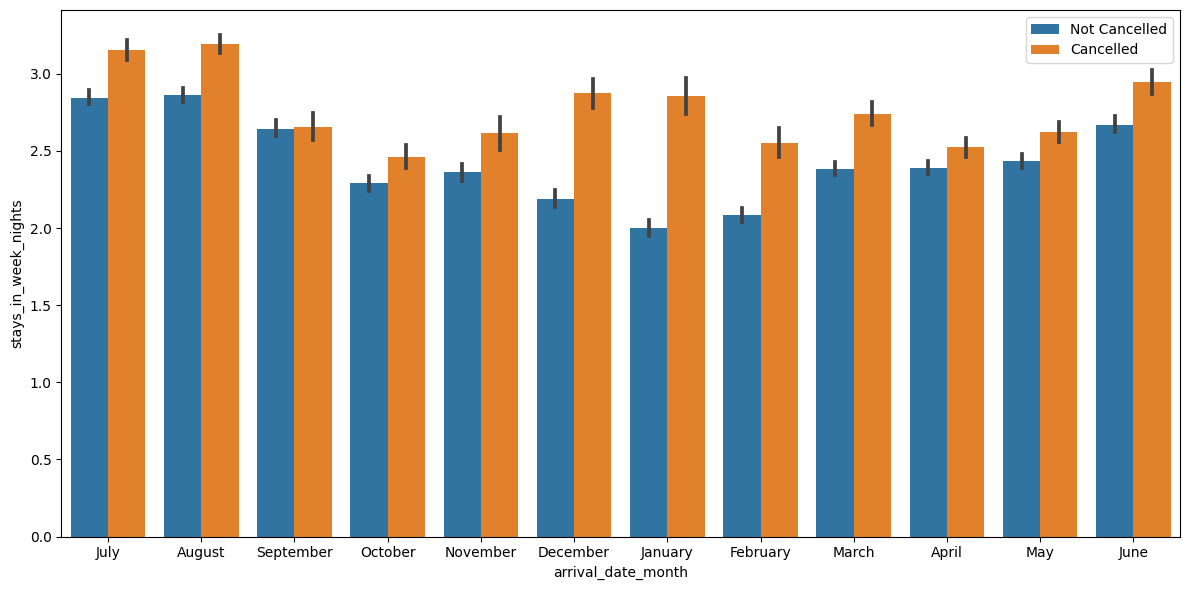 Not Cancelled
Cancelled
3.0
2.5
2.0
1.5
1.0
0.5
0.0
stays_in_week_nights
July August September October November December January February March April May June
arrival_date_month